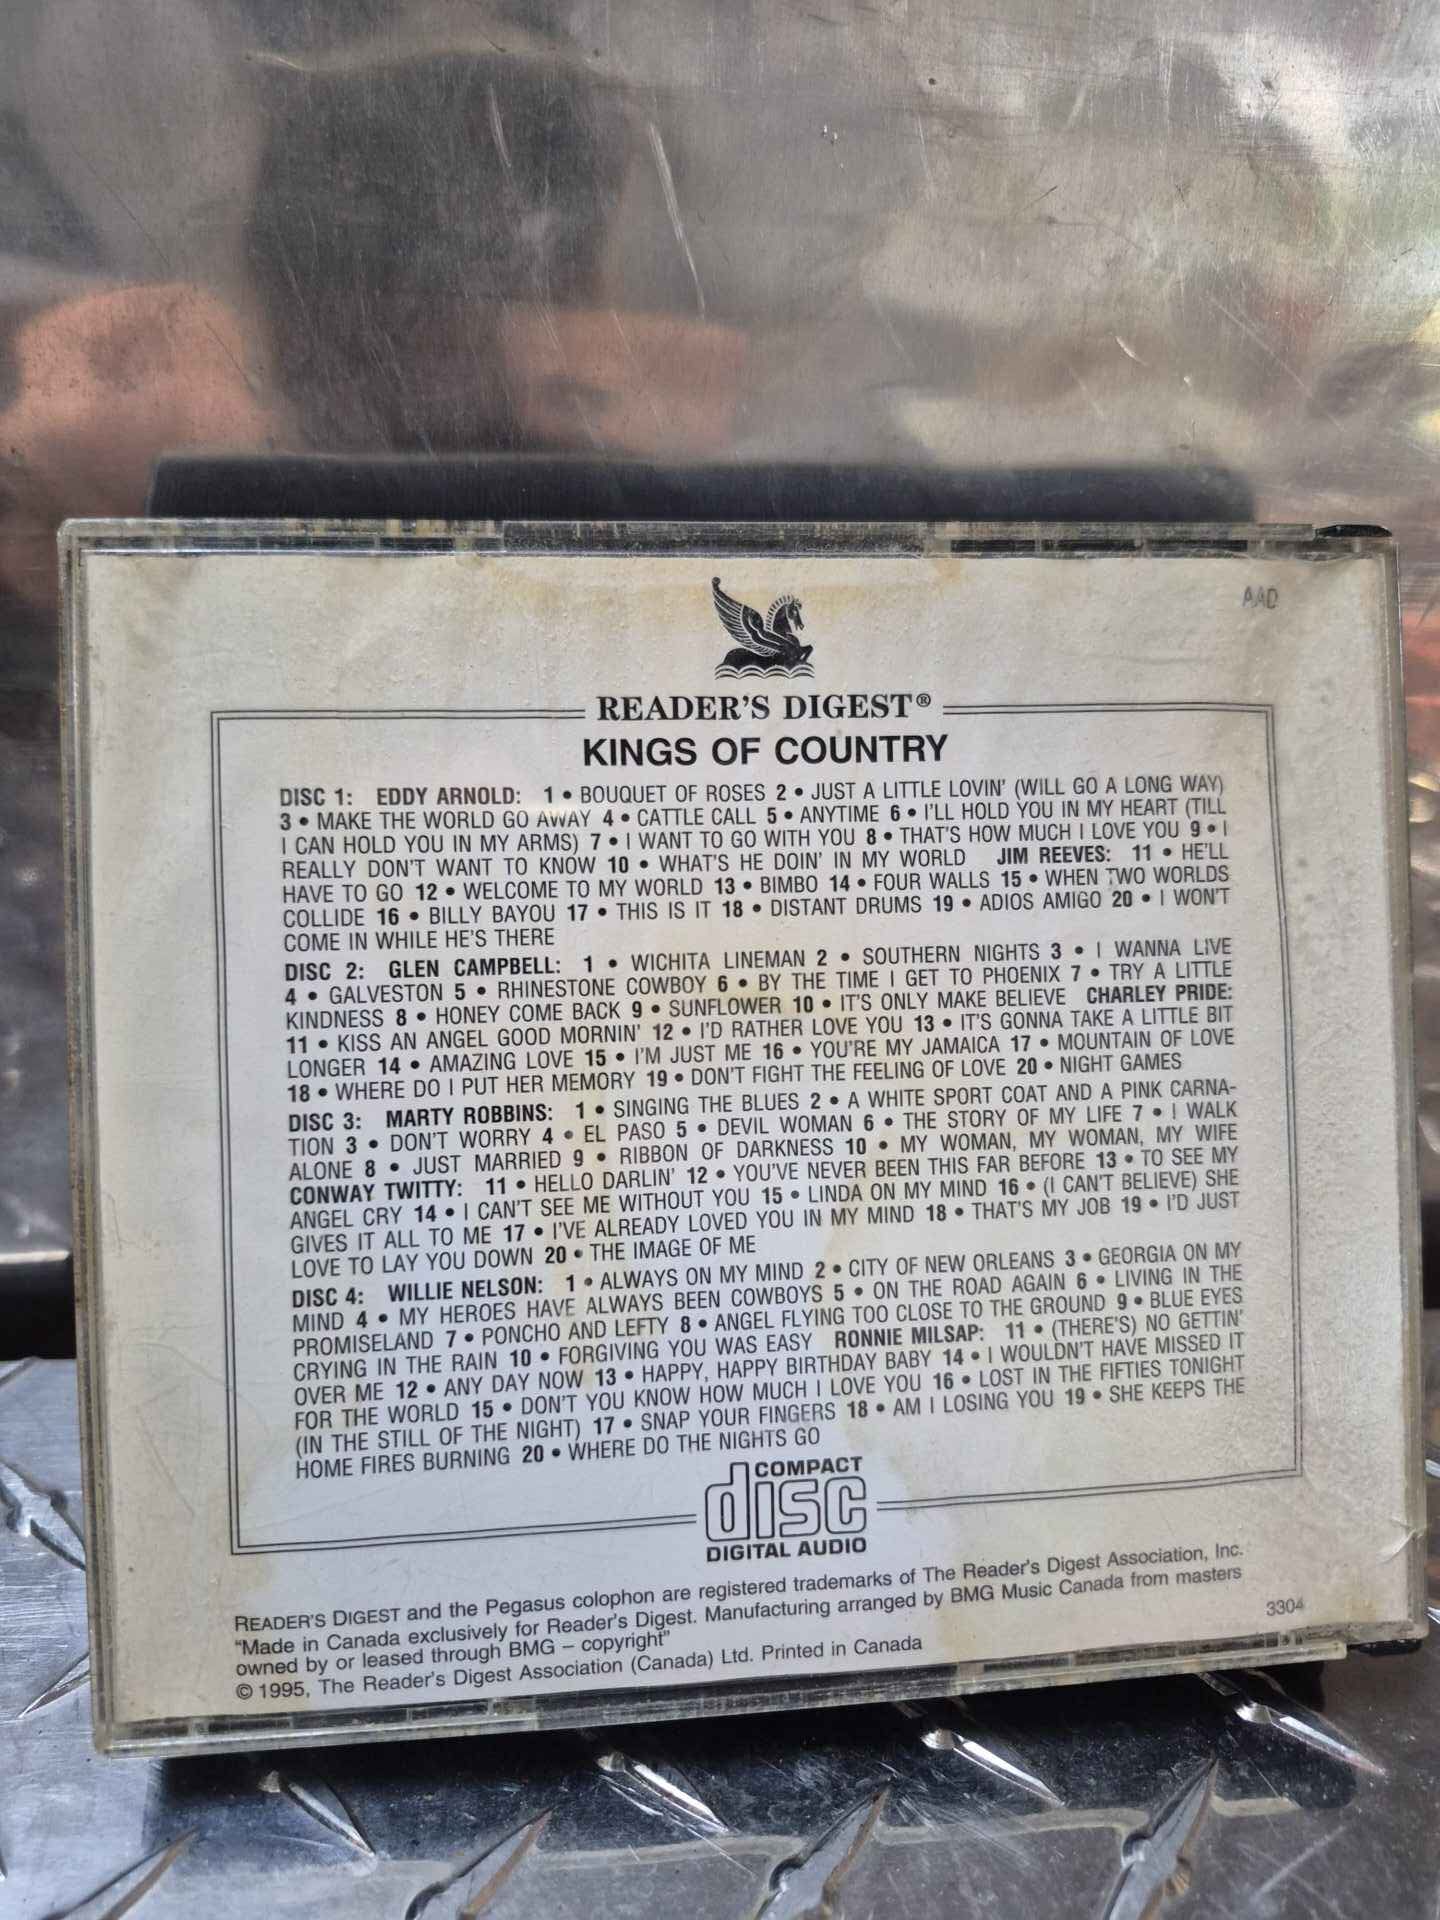 AAD
READER'S DIGEST®
KINGS OF COUNTRY
DISC 1: EDDY ARNOLD: 1 • BOUQUET OF ROSES 2 • JUST A LITTLE LOVIN' (WILL GO A LONG WAY)
3 • MAKE THE WORLD GO AWAY 4 • CATTLE CALL 5 • ANYTIME 6 • I'LL HOLD YOU IN MY HEART (TILL
I CAN HOLD YOU IN MY ARMS) 7 • I WANT TO GO WITH YOU 8 • THAT'S HOW MUCH I LOVE YOU 9 • I
REALLY DON'T WANT TO KNOW 10 • WHAT'S HE DOIN' IN MY WORLD JIM REEVES: 11 • HE'LL
HAVE TO GO 12 • WELCOME TO MY WORLD 13 • BIMBO 14 • FOUR WALLS 15 • WHEN TWO WORLDS
COLLIDE 16 • BILLY BAYOU 17 • THIS IS IT 18 • DISTANT DRUMS 19 • ADIOS AMIGO 20 • I WON'T
COME IN WHILE HE'S THERE
DISC 2: GLEN CAMPBELL: 1 • WICHITA LINEMAN 2 • SOUTHERN NIGHTS 3 • I WANNA LIVE
4 • GALVESTON 5 • RHINESTONE COWBOY 6 • BY THE TIME I GET TO PHOENIX 7 • TRY A LITTLE
KINDNESS 8 • HONEY COME BACK 9 • SUNFLOWER 10 • IT'S ONLY MAKE BELIEVE CHARLEY PRIDE:
11 • KISS AN ANGEL GOOD MORNIN' 12 • I'D RATHER LOVE YOU 13 • IT'S GONNA TAKE A LITTLE BIT
LONGER 14 • AMAZING LOVE 15 • I'M JUST ME 16 • YOU'RE MY JAMAICA 17 • MOUNTAIN OF LOVE
18 • WHERE DO I PUT HER MEMORY 19 • DON'T FIGHT THE FEELING OF LOVE 20 • NIGHT GAMES
DISC 3: MARTY ROBBINS: 1 • SINGING THE BLUES 2 • A WHITE SPORT COAT AND A PINK CARNA-
TION 3 • DON'T WORRY 4 • EL PASO 5 • DEVIL WOMAN 6 • THE STORY OF MY LIFE 7 • I WALK
ALONE 8 • JUST MARRIED 9 • RIBBON OF DARKNESS 10 • MY WOMAN, MY WOMAN, MY WIFE
CONWAY TWITTY: 11 • HELLO DARLIN' 12 • YOU'VE NEVER BEEN THIS FAR BEFORE 13 • TO SEE MY
ANGEL CRY 14 • I CAN'T SEE ME WITHOUT YOU 15 • LINDA ON MY MIND 16 • (I CAN'T BELIEVE) SHE
GIVES IT ALL TO ME 17 • I'VE ALREADY LOVED YOU IN MY MIND 18 • THAT'S MY JOB 19 • I'D JUST
LOVE TO LAY YOU DOWN 20 • THE IMAGE OF ME
DISC 4: WILLIE NELSON: 1 • ALWAYS ON MY MIND 2 • CITY OF NEW ORLEANS 3 • GEORGIA ON MY
MIND 4 • MY HEROES HAVE ALWAYS BEEN COWBOYS 5 • ON THE ROAD AGAIN 6 • LIVING IN THE
PROMISELAND 7 • PONCHO AND LEFTY 8 • ANGEL FLYING TOO CLOSE TO THE GROUND 9 • BLUE EYES
CRYING IN THE RAIN 10 • FORGIVING YOU WAS EASY RONNIE MILSAP: 11 • (THERE'S) NO GETTIN'
OVER ME 12 • ANY DAY NOW 13 • HAPPY, HAPPY BIRTHDAY BABY 14 • I WOULDN'T HAVE MISSED IT
FOR THE WORLD 15 • DON'T YOU KNOW HOW MUCH I LOVE YOU 16 • LOST IN THE FIFTIES TONIGHT
(IN THE STILL OF THE NIGHT) 17 • SNAP YOUR FINGERS 18 • AM I LOSING YOU 19 • SHE KEEPS THE
HOME FIRES BURNING 20 • WHERE DO THE NIGHTS GO
COMPACT
disc
DIGITAL AUDIO
READER'S DIGEST and the Pegasus colophon are registered trademarks of The Reader's Digest Association, Inc.
"Made in Canada exclusively for Reader's Digest. Manufacturing arranged by BMG Music Canada from masters
owned by or leased through BMG – copyright"
© 1995, The Reader's Digest Association (Canada) Ltd. Printed in Canada
3304